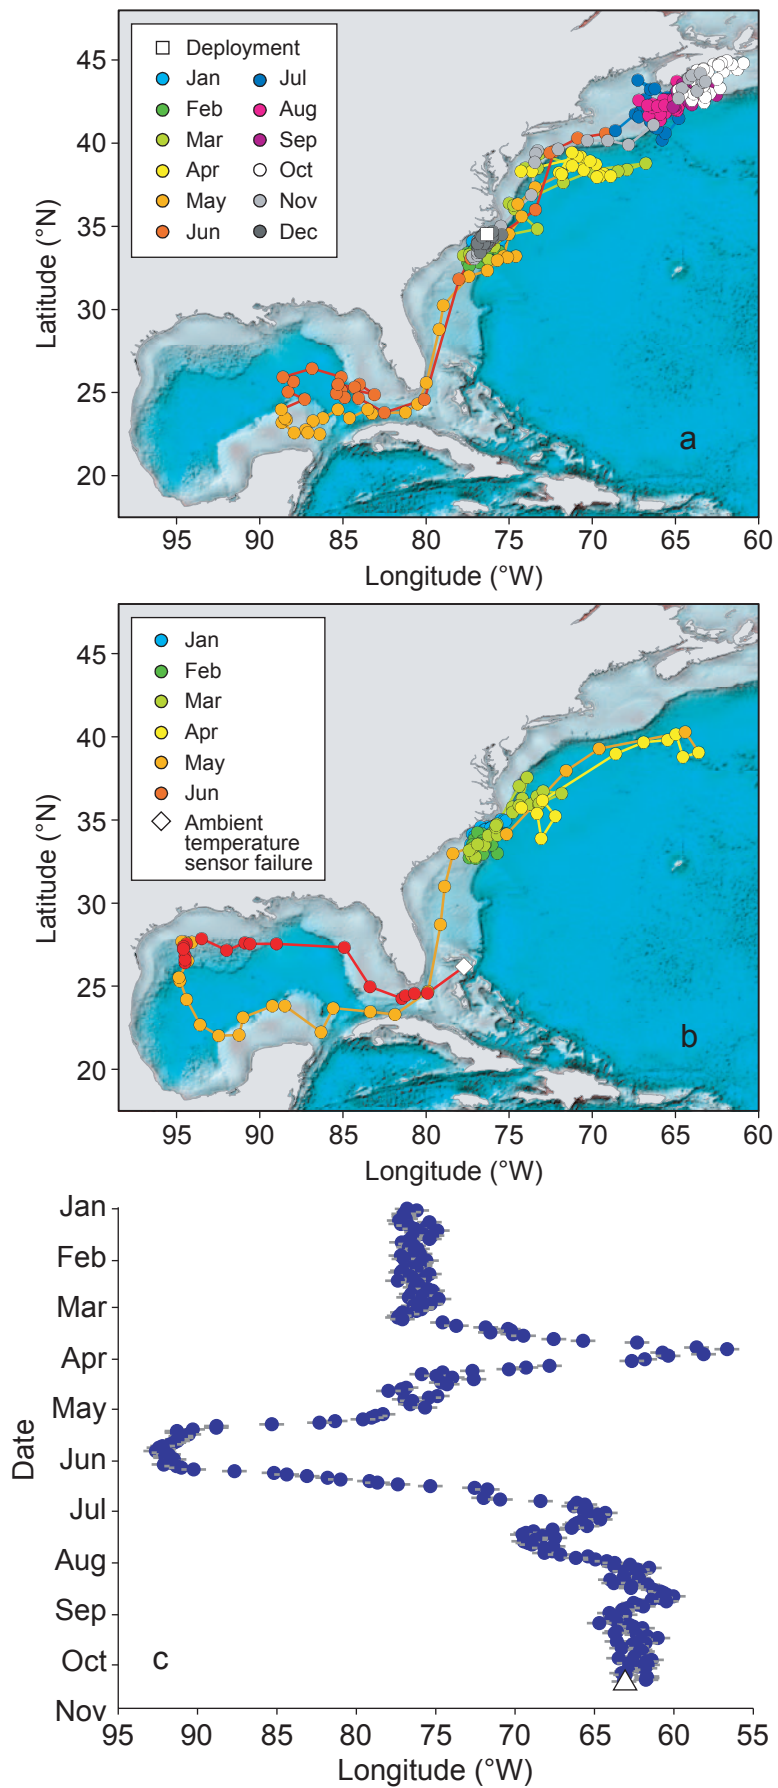 45
40
35
30
25
20
Latitude (°N)
Deployment
Jan
Feb
Mar
Apr
May
Jun
Jul
Aug
Sep
Oct
Nov
Dec
a
95 90 85 80 75 70 65 60
Longitude (°W)
45
40
35
30
25
20
Latitude (°N)
Jan
Feb
Mar
Apr
May
Jun
Ambient
temperature
sensor failure
b
95 90 85 80 75 70 65 60
Longitude (°W)
Jan
Feb
Mar
Apr
May
Jun
Jul
Aug
Sep
Oct
Nov
Date
c
95 90 85 80 75 70 65 60 55
Longitude (°W)